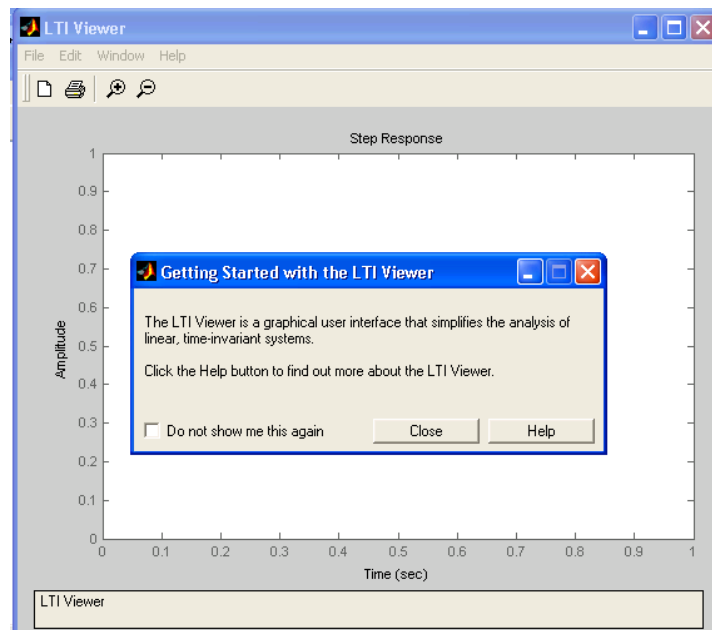 LTI Viewer
File Edit Window Help
Step Response
1
0.9
0.8
0.7
0.6
0.5
0.4
0.3
0.2
0.1
0
Amplitude
Getting Started with the LTI Viewer
The LTI Viewer is a graphical user interface that simplifies the analysis of
linear, time-invariant systems.
Click the Help button to find out more about the LTI Viewer.
Do not show me this again Close Help
0 0.1 0.2 0.3 0.4 0.5 0.6 0.7 0.8 0.9 1
Time (sec)
LTI Viewer